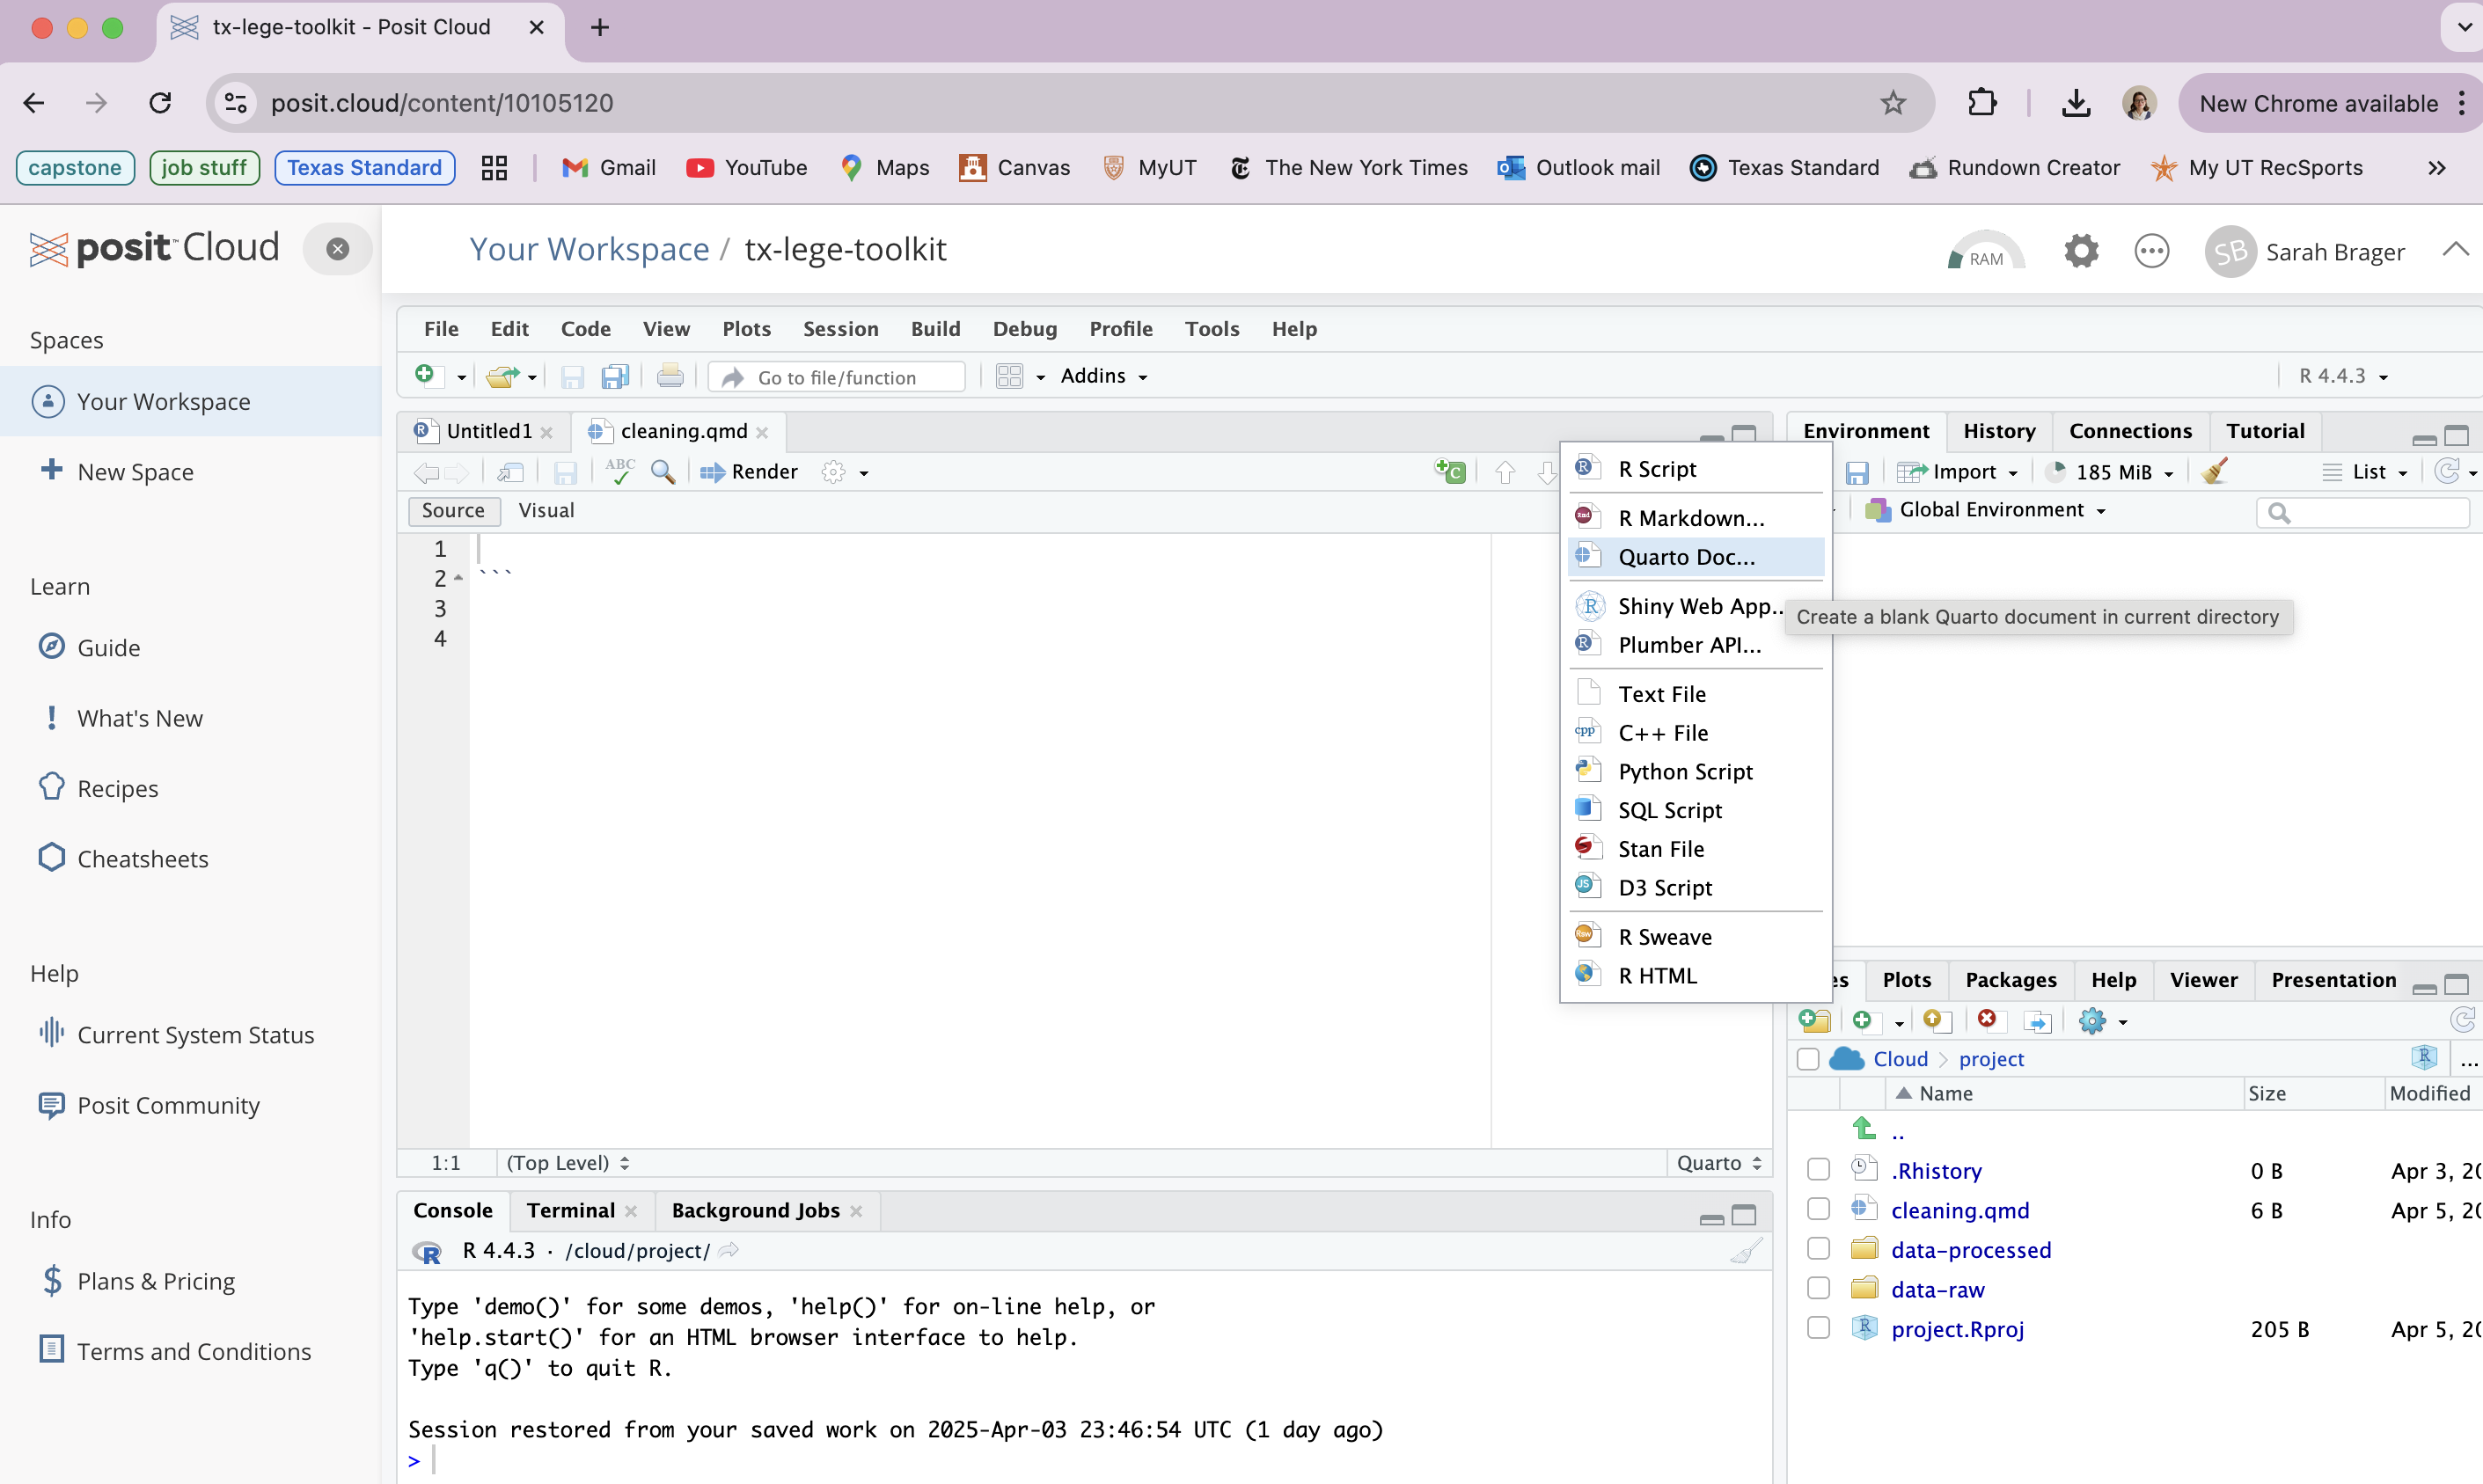 tx-lege-toolkit - Posit Cloud
posit.cloud/content/10105120
New Chrome available
capstone job stuff Texas Standard Gmail YouTube Maps Canvas MyUT The New York Times Outlook mail Texas Standard Rundown Creator My UT RecSports
posit Cloud
Your Workspace / tx-lege-toolkit
RAM
SB Sarah Brager
Spaces
Your Workspace
New Space
Learn
Guide
What's New
Recipes
Cheatsheets
Help
Current System Status
Posit Community
Info
Plans & Pricing
Terms and Conditions
File Edit Code View Plots Session Build Debug Profile Tools Help
Go to file/function Addins R 4.4.3
Untitled1 cleaning.qmd
ABC Render
Source Visual
1
2 ```
3
4
1:1 (Top Level) Quarto
R Script
R Markdown...
Quarto Doc...
Shiny Web App..
Plumber API...
Text File
C++ File
Python Script
SQL Script
Stan File
D3 Script
R Sweave
R HTML
Create a blank Quarto document in current directory
Environment History Connections Tutorial
Import 185 MiB List
Global Environment
Console Terminal Background Jobs
R 4.4.3 · /cloud/project/
Type 'demo()' for some demos, 'help()' for on-line help, or
'help.start()' for an HTML browser interface to help.
Type 'q()' to quit R.
Session restored from your saved work on 2025-Apr-03 23:46:54 UTC (1 day ago)
>
es Plots Packages Help Viewer Presentation
Cloud project ...
Name Size Modified
..
.Rhistory 0 B Apr 3, 20
cleaning.qmd 6 B Apr 5, 20
data-processed
data-raw
project.Rproj 205 B Apr 5, 20